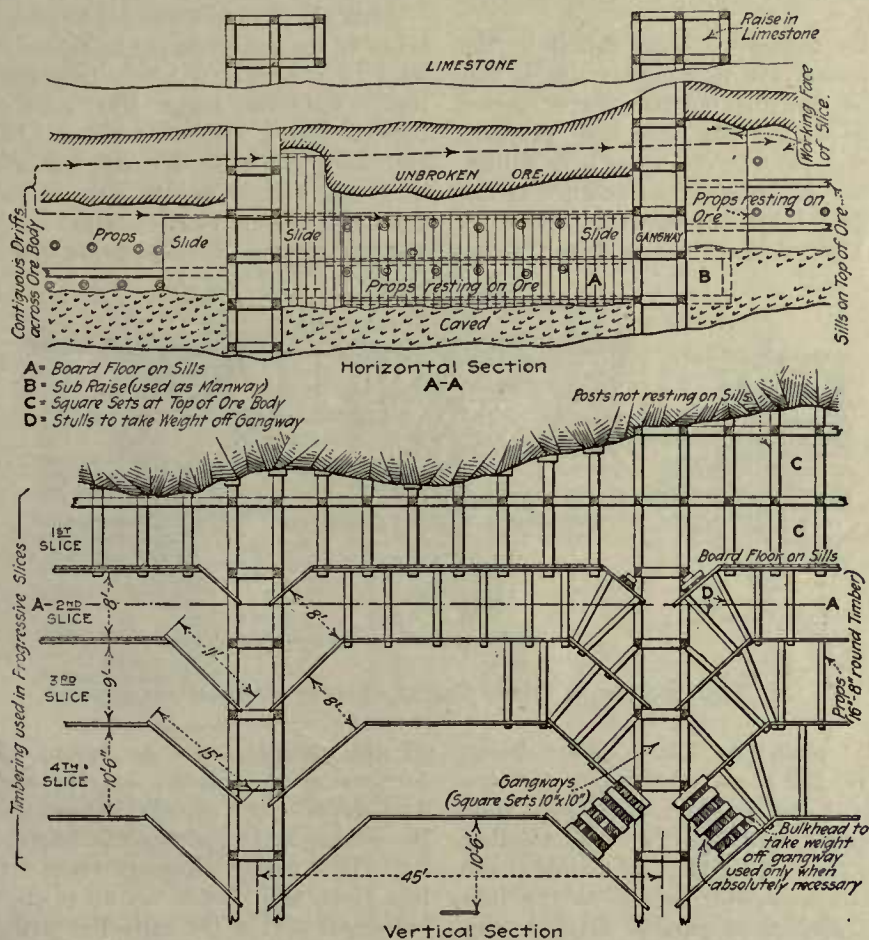 Raise in
Limestone
LIMESTONE
(Working Face
of Slice.
UNBROKEN ORE
Contiguous Drifts
across Ore Body
Props
Slide
Slide
Props resting on Ore
A
Slide
GANGWAY
Props resting on
Ore
B
Sills on Top of Ore
Caved
A= Board Floor on Sills
B= Sub Raise (used as Manway)
C= Square Sets at Top of Ore Body
D= Stulls to take Weight off Gangway
Horizontal Section
A-A
Posts not resting on Sills
C
C
Timbering used in Progressive Slices
1ST
SLICE
Board Floor on Sills
A-2ND
SLICE
8'
8'
D
A
3RD
SLICE
9'
11'
8'
Props
16"-8" round Timber)
4TH
SLICE
10'-6"
15'
Gangways
(Square Sets 10"x10")
10'-6"
45'
Bulkhead to
take weight
off gangway
used only when
absolutely necessary
Vertical Section